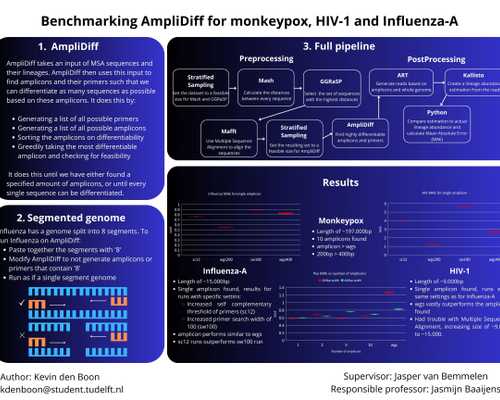 Benchmarking AmpliDiff for monkeypox, HIV-1 and Influenza-A
1. AmpliDiff
AmpliDiff takes an input of MSA sequences and
their lineages. AmpliDiff then uses this input to
find amplicons and their primers such that we
can differentiate as many sequences as possible
based on these amplicons. It does this by:
Generating a list of all possible primers
Generating a list of all possible amplicons
Sorting the amplicons on differentiability
Greedily taking the most differentiable
amplicon and checking for feasibility
It does this until we have either found a
specified amount of amplicons, or until every
single sequence can be differentiated.
2. Segmented genome
Influenza has a genome split into 8 segments. To
run Influenza on AmpliDiff:
Paste together the segments with
Modify AmpliDiff to not generate amplicons or
primers that contain
Run as if a single segment genome
3. Full pipeline
Preprocessing
PostProcessing
Stratified
Sampling
Set the dataset to a feasible
size for Mash and GGRaSP
Mash
Calculate the distances
between every sequence
GGRaSP
Select the set of sequences
with the highest distances
Mafft
Use Multiple Sequence
Alignment to align the
sequences
Stratified
Sampling
Set the resulting set to a
feasible size for AmpliDiff
AmpliDiff
Find highly differentiable
amplicons and primers
ART
Generate reads based on
amplicons and whole genome
Kallisto
Create a lineage abundance
estimation from the reads
Python
Compare estimation to actual
lineage abundance and
calculate Mean Absolute Error
(MAE)
Results
Monkeypox
Length of ~197.000bp
10 amplicons found
amplicon > wgs
200bp > 400bp
Influenza-A
Length of ~15.000bp
Single amplicon found, results for
runs with specific settings:
Increased self complementary
threshold of primers (sc12)
Increased primer search width of
100 (sw100)
amplicon performs similar to wgs
sc12 runs outperform sw100 run
HIV-1
Length of ~9.000bp
Single amplicon found, runs
same settings as for Influenza-A
wgs vastly outperforms the
found
Had trouble with Multiple
Alignment, increasing size of
to ~15.000.
Number of amplicons
Author: Kevin den Boon
kdenboon@student.tudelft.nl
Supervisor: Jasper van Bemmelen
Responsible professor: Jasmijn Baaijens